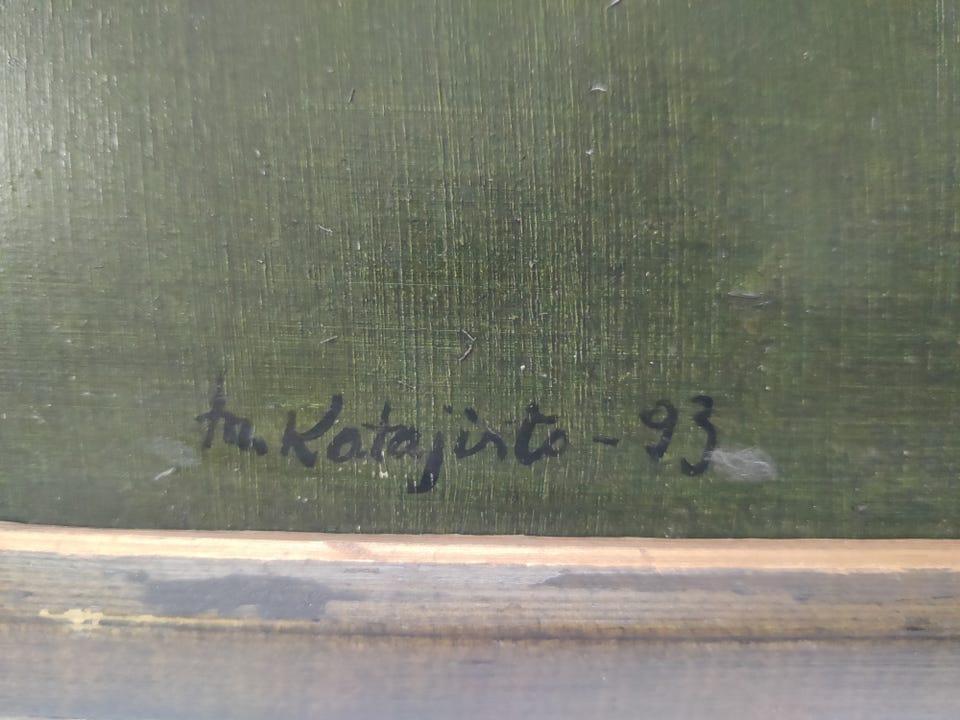 M. Katajisto - 93